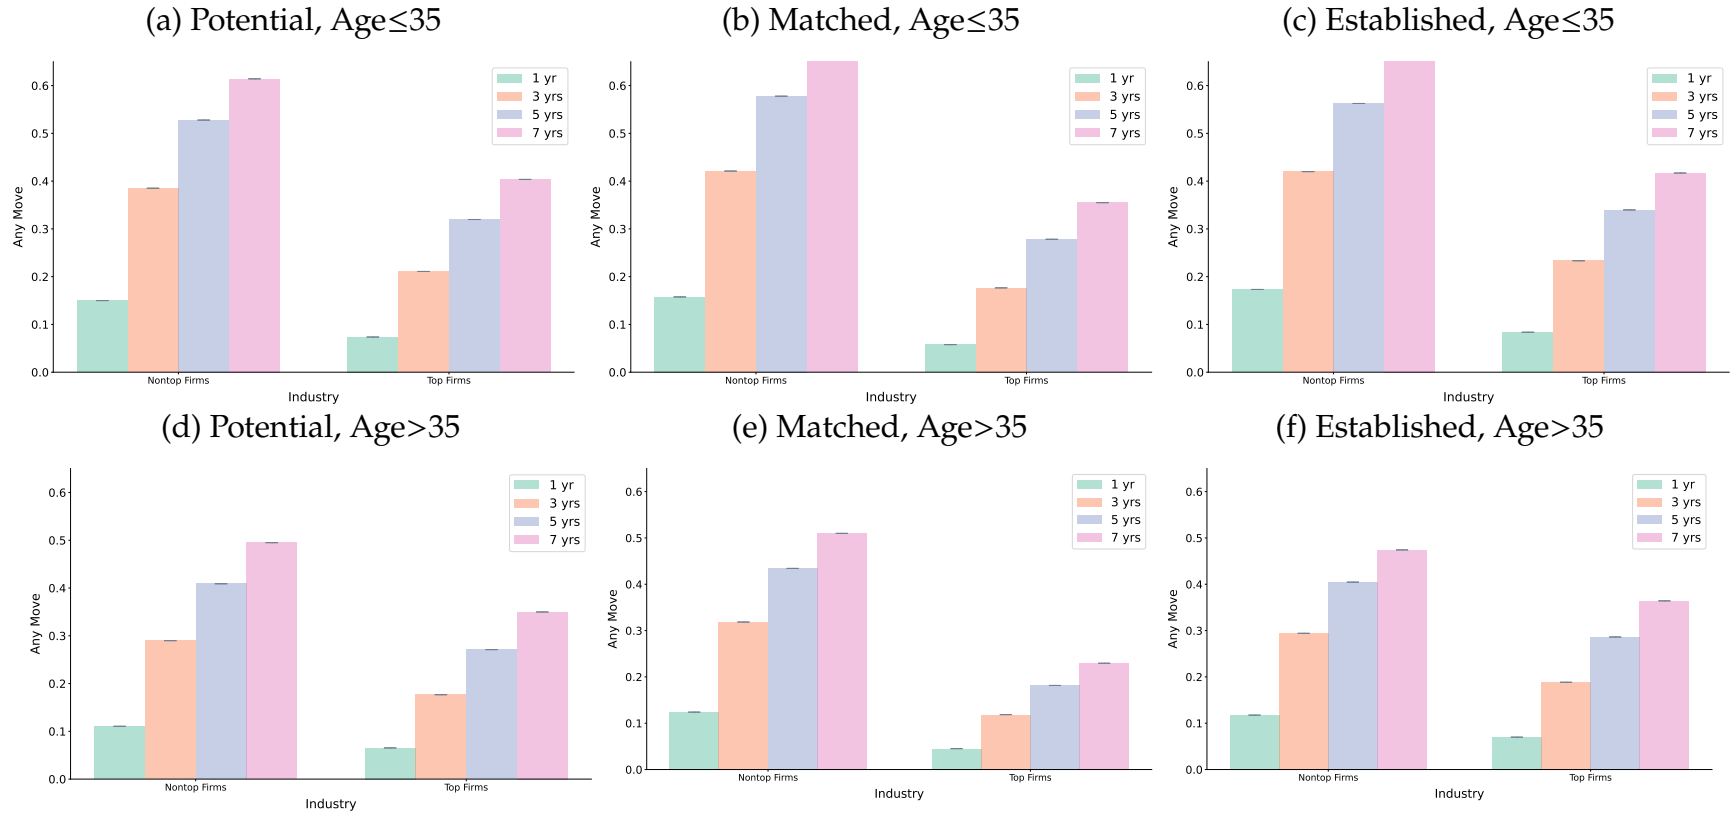 (a) Potential, Age≤35
Any Move
0.6
0.5
0.4
0.3
0.2
0.1
0.0
1 yr
3 yrs
5 yrs
7 yrs
Nontop Firms
Top Firms
Industry
(b) Matched, Age≤35
Any Move
0.6
0.5
0.4
0.3
0.2
0.1
0.0
1 yr
3 yrs
5 yrs
7 yrs
Nontop Firms
Top Firms
Industry
(c) Established, Age≤35
Any Move
0.6
0.5
0.4
0.3
0.2
0.1
0.0
1 yr
3 yrs
5 yrs
7 yrs
Nontop Firms
Top Firms
Industry
(d) Potential, Age>35
Any Move
0.6
0.5
0.4
0.3
0.2
0.1
0.0
1 yr
3 yrs
5 yrs
7 yrs
Nontop Firms
Top Firms
Industry
(e) Matched, Age>35
Any Move
0.6
0.5
0.4
0.3
0.2
0.1
0.0
1 yr
3 yrs
5 yrs
7 yrs
Nontop Firms
Top Firms
Industry
(f) Established, Age>35
Any Move
0.6
0.5
0.4
0.3
0.2
0.1
0.0
1 yr
3 yrs
5 yrs
7 yrs
Nontop Firms
Top Firms
Industry